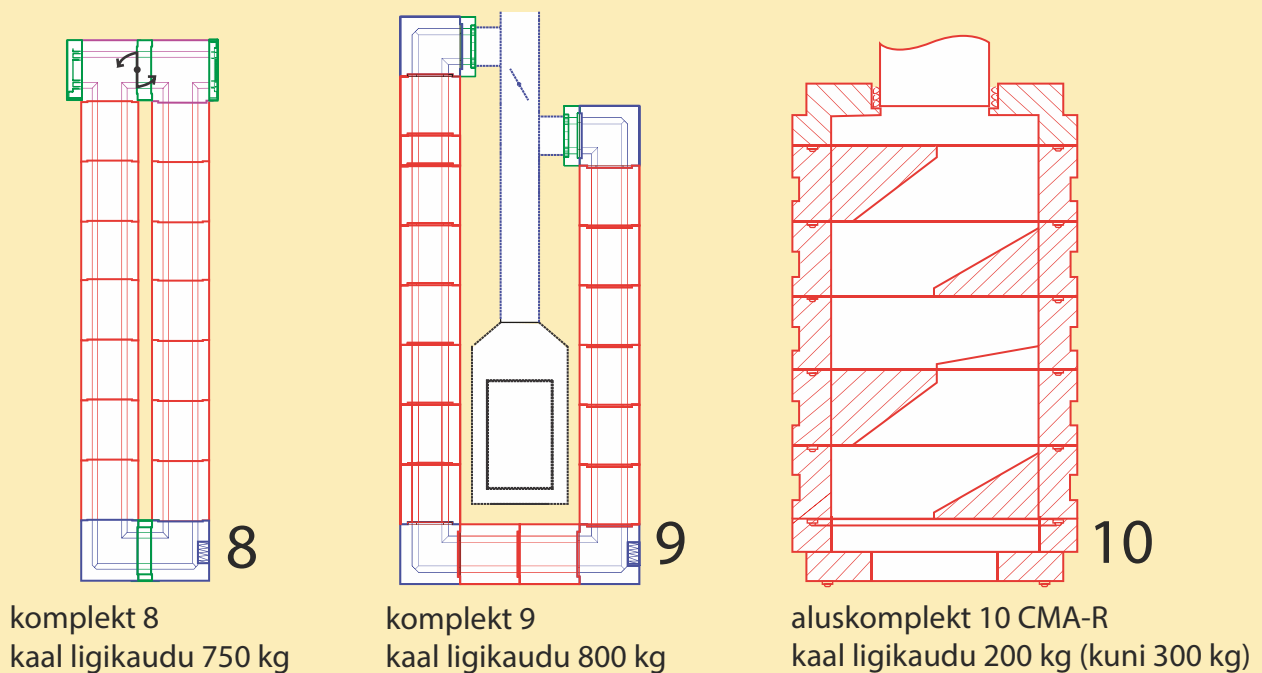 8
9
10
komplekt 8
kaal ligikaudu 750 kg
komplekt 9
kaal ligikaudu 800 kg
aluskomplekt 10 CMA-R
kaal ligikaudu 200 kg (kuni 300 kg)